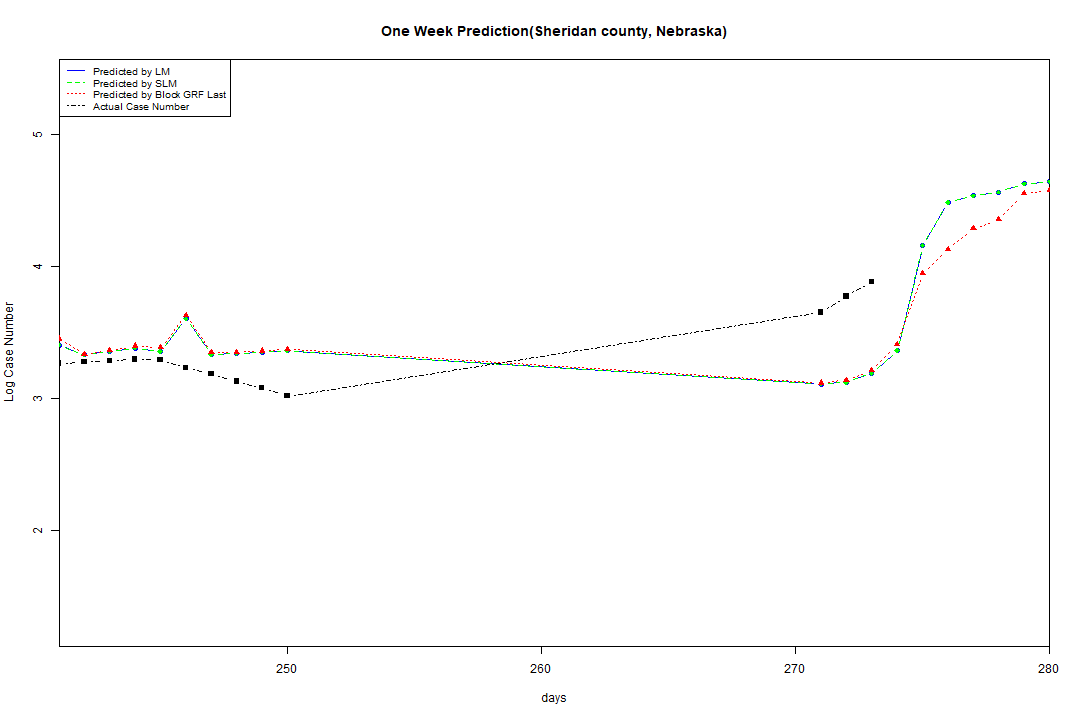 One Week Prediction(Sheridan county, Nebraska)
Predicted by LM
Predicted by SLM
Predicted by Block GRF Last
Actual Case Number
5
4
3
2
Log Case Number
250 260 270 280
days